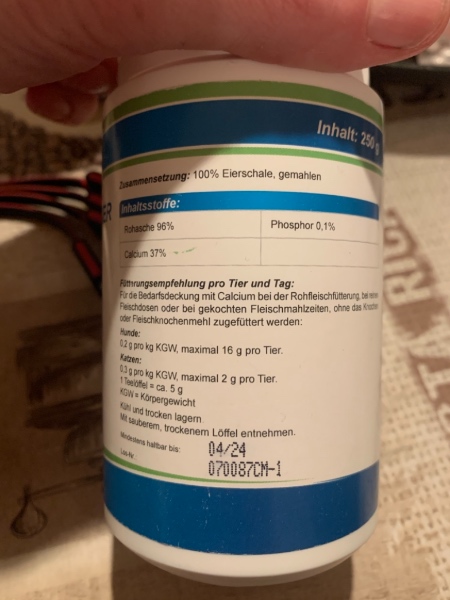 Inhalt: 250 g
Zusammensetzung: 100% Eierschale, gemahlen
ER
Inhaltsstoffe:
Rohasche 96%
Phosphor 0,1%
Calcium 37%
Fütterungsempfehlung pro Tier und Tag:
Für die Bedarfsdeckung mit Calcium bei der Rohfleischfütterung, bei reinen
Fleischdosen oder bei gekochten Fleischmahlzeiten, ohne das Knochen
oder Fleischknochenmehl zugefüttert werden:
Hunde:
0,2 g pro kg KGW, maximal 16 g pro Tier.
Katzen:
0,3 g pro kg KGW, maximal 2 g pro Tier.
1 Teelöffel = ca. 5 g
KGW = Körpergewicht
Kühl und trocken lagern.
Mit sauberem, trockenem Löffel entnehmen.
Mindestens haltbar bis: 04/24
Los-Nr.: 070087CM-1